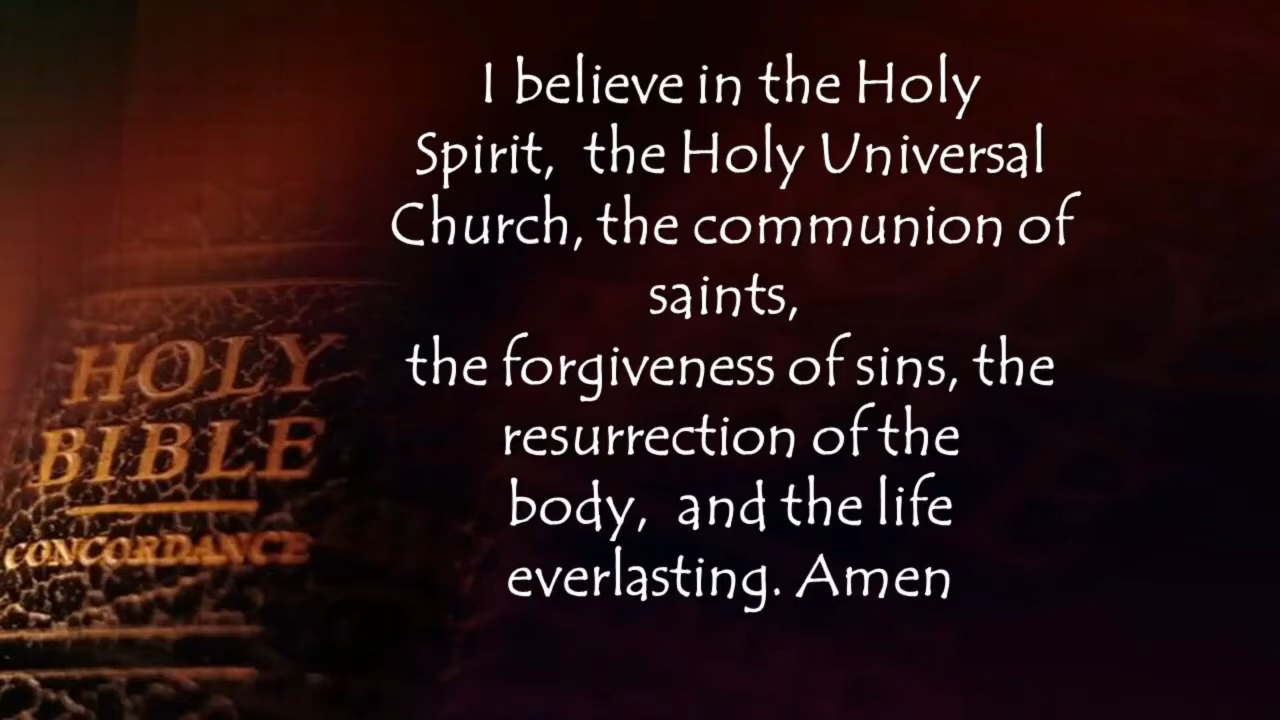 I believe in the Holy
Spirit,  the Holy Universal
Church, the communion of
saints,
the forgiveness of sins, the
resurrection of the
body,  and the life
everlasting. Amen
HOLY
BIBLE
CONCORDANCE